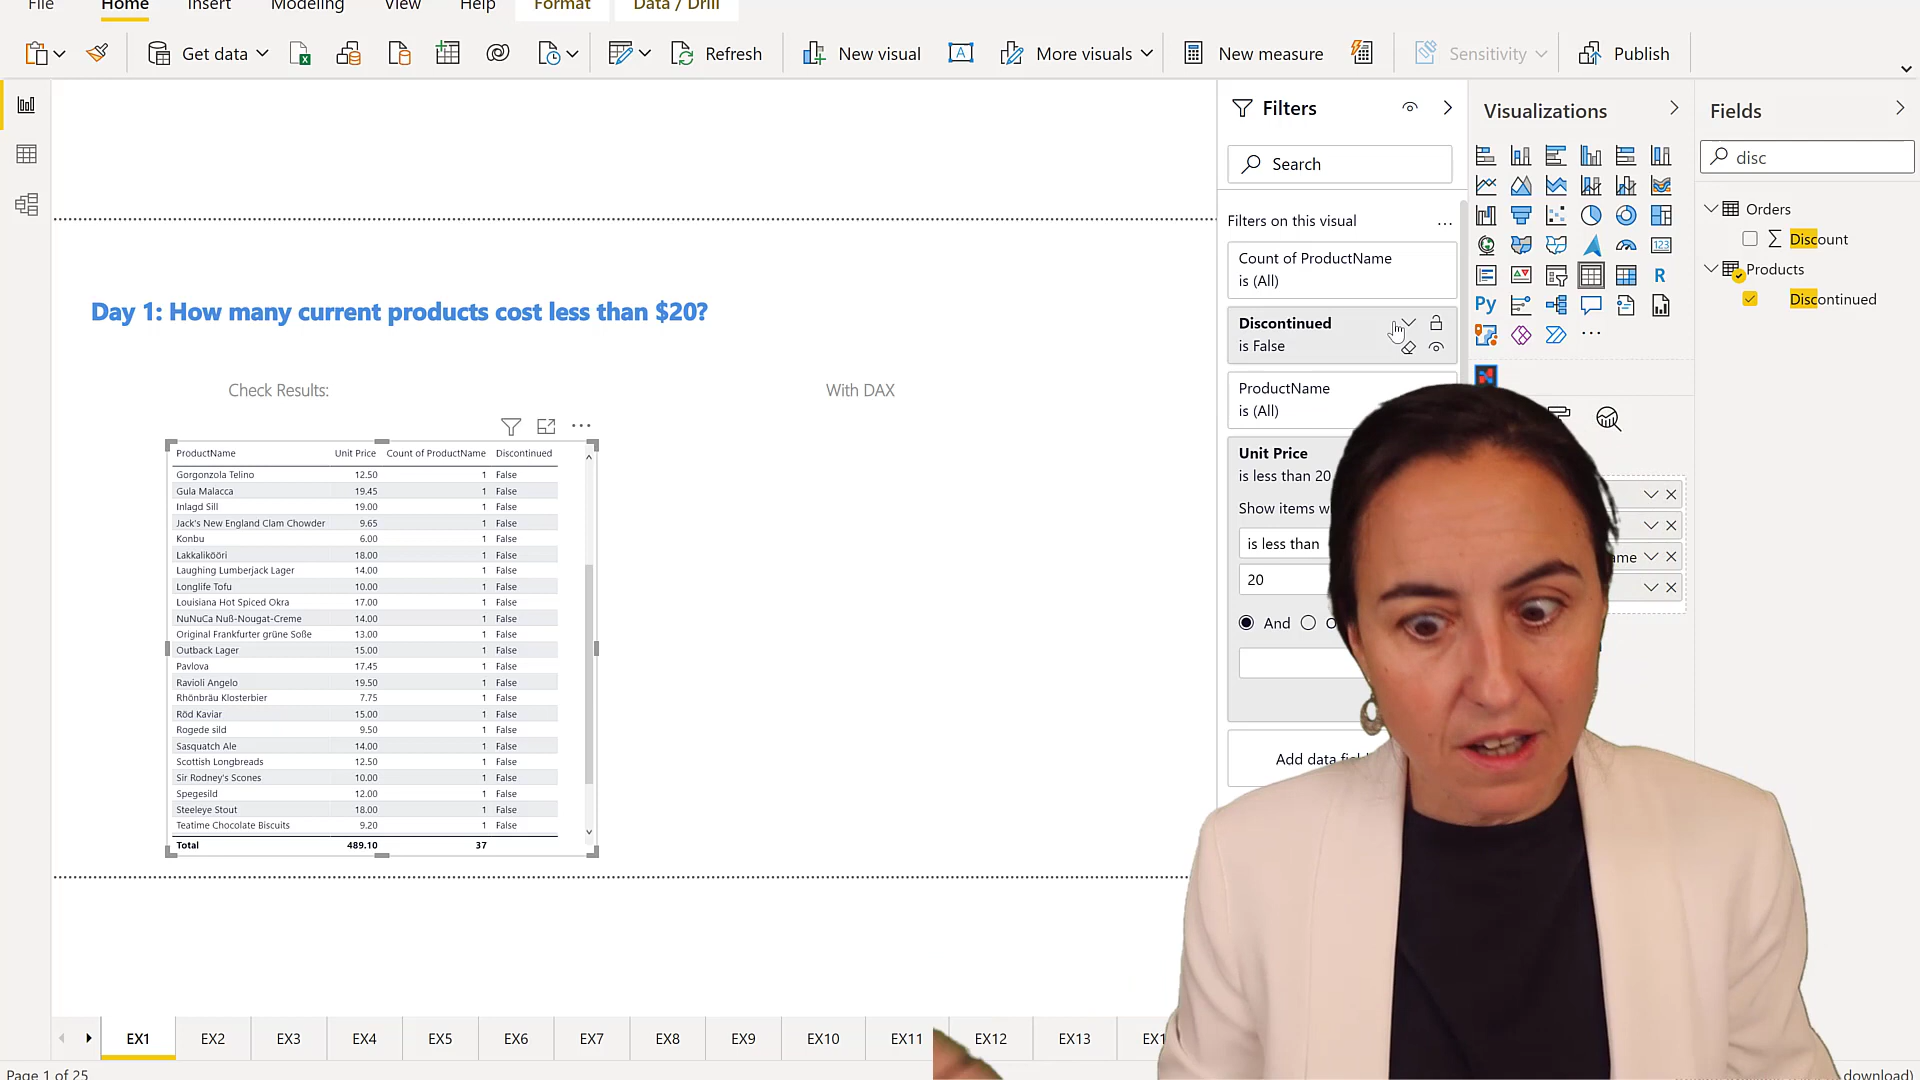 File Home Insert Modeling View Help Format Data / Drill
Get data Refresh New visual More visuals New measure Sensitivity Publish
Filters
Search
Filters on this visual
Count of ProductName
is (All)
Discontinued
is False
ProductName
is (All)
Unit Price
is less than 20
Show items
is less than
20
And
Add data
Visualizations
R
Py
123
Fields
disc
Orders
Discount
Products
Discontinued
Day 1: How many current products cost less than $20?
Check Results:
With DAX
ProductName Unit Price Count of ProductName Discontinued
Gorgonzola Telino 12.50 1 False
Gula Malacca 19.45 1 False
Inlagd Sill 19.00 1 False
Jack's New England Clam Chowder 9.65 1 False
Konbu 6.00 1 False
Lakkalikööri 18.00 1 False
Laughing Lumberjack Lager 14.00 1 False
Longlife Tofu 10.00 1 False
Louisiana Hot Spiced Okra 17.00 1 False
NuNuCa Nuß-Nougat-Creme 14.00 1 False
Original Frankfurter grüne Soße 13.00 1 False
Outback Lager 15.00 1 False
Pavlova 17.45 1 False
Ravioli Angelo 19.50 1 False
Rhönbräu Klosterbier 7.75 1 False
Röd Kaviar 15.00 1 False
Rogede sild 9.50 1 False
Sasquatch Ale 14.00 1 False
Scottish Longbreads 12.50 1 False
Sir Rodney's Scones 10.00 1 False
Spegesild 12.00 1 False
Steeleye Stout 18.00 1 False
Teatime Chocolate Biscuits 9.20 1 False
Total 489.10 37
EX1 EX2 EX3 EX4 EX5 EX6 EX7 EX8 EX9 EX10 EX11 EX12 EX13
Page 1 of 25
download)